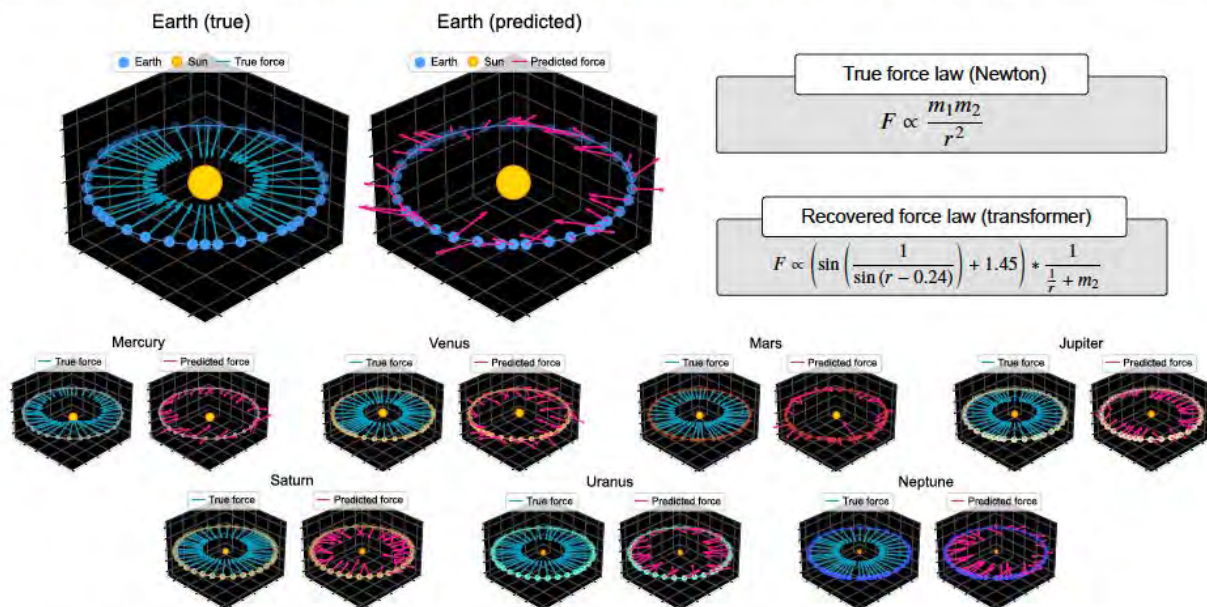 Earth (true)
Earth (predicted)
Earth Sun True force
Earth Sun Predicted force
True force law (Newton)
F ∝ m₁m₂ / r²
Recovered force law (transformer)
F ∝ ( sin ( 1 / sin (r − 0.24) ) + 1.45 ) * 1 / (1/r + m₂)
Mercury
True force Predicted force
Venus
True force Predicted force
Mars
True force Predicted force
Jupiter
True force Predicted force
Saturn
True force Predicted force
Uranus
True force Predicted force
Neptune
True force Predicted force